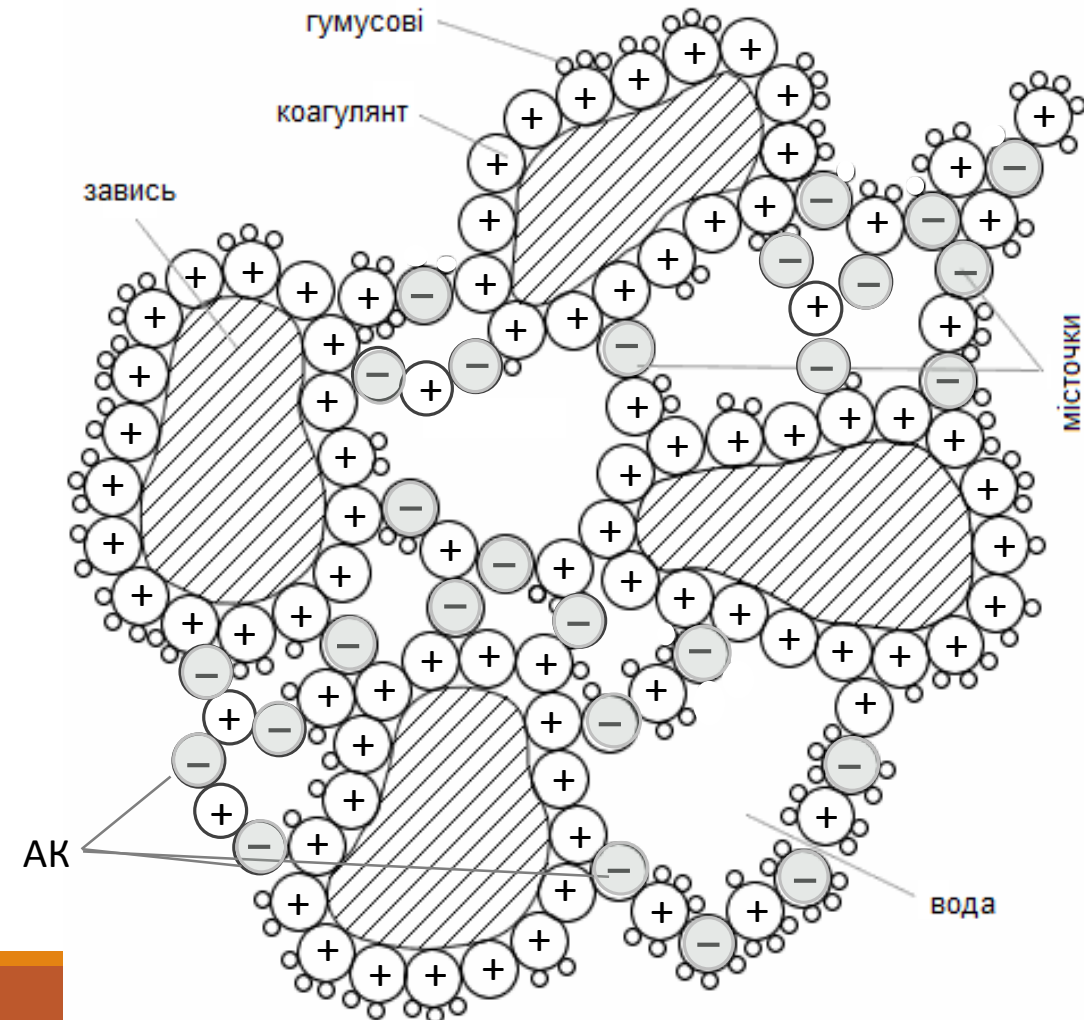 гумусові
коагулянт
завись
місточки
АК
вода